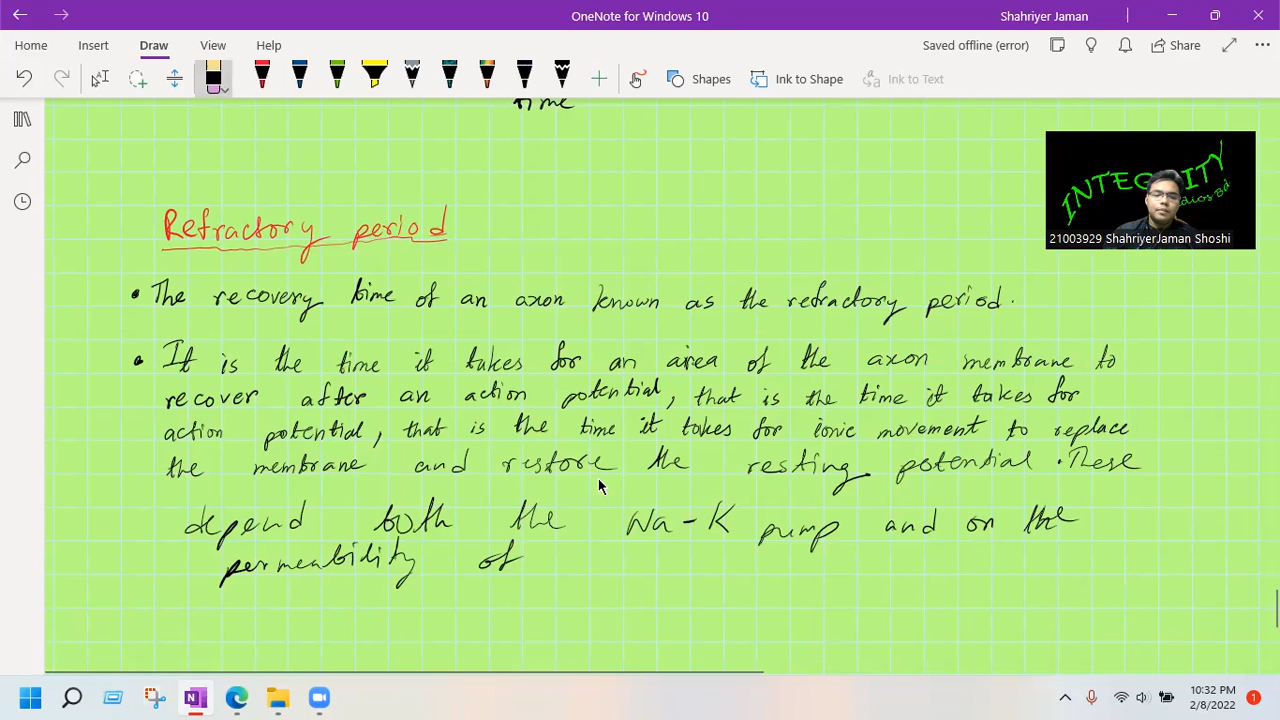 OneNote for Windows 10
Shahriyer Jaman
Home Insert Draw View Help
Saved offline (error)
Share
Shapes
Ink to Shape
Ink to Text
time
INTEGRITY
dios Bd
21003929 ShahriyerJaman Shoshi
Refractory period
• The recovery time of an axon known as the refractory period.
• It is the time it takes for an area of the axon membrane to
recover after an action potential, that is the time it takes for
action potential, that is the time it takes for ionic movement to replace
the membrane and restore the resting potential. These
depend both the Na-K pump and on the
permeability of
10:32 PM
2/8/2022
1